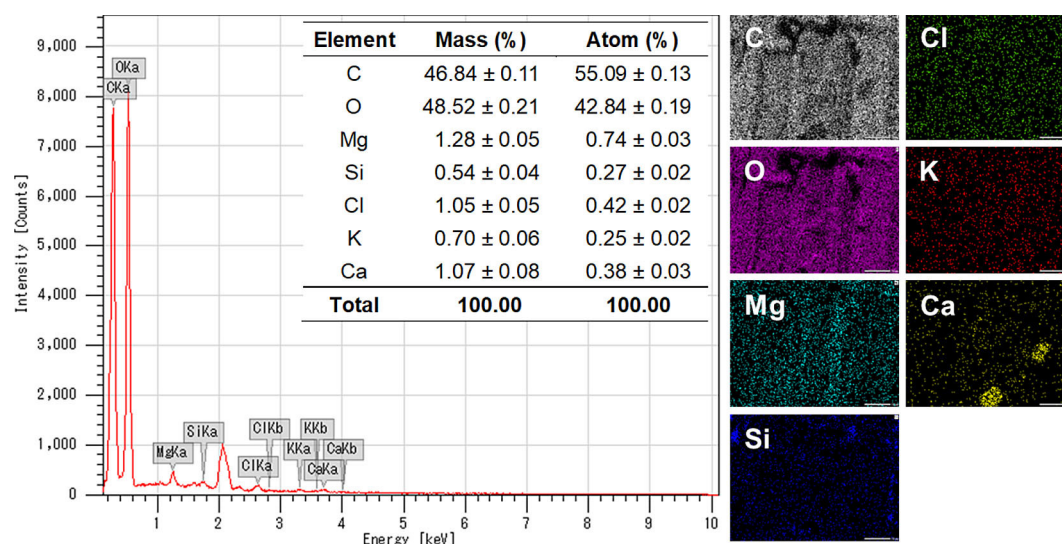 Intensity [Counts]
9,000
8,000
7,000
6,000
5,000
4,000
3,000
2,000
1,000
0
OKa
CKa
MgKa
SiKa
ClKb
ClKa
KKb
KKa
CaKb
CaKa
1 2 3 4 5 6 7 8 9 10
Energy [keV]
Element Mass (%) Atom (%)
C 46.84 ± 0.11 55.09 ± 0.13
O 48.52 ± 0.21 42.84 ± 0.19
Mg 1.28 ± 0.05 0.74 ± 0.03
Si 0.54 ± 0.04 0.27 ± 0.02
Cl 1.05 ± 0.05 0.42 ± 0.02
K 0.70 ± 0.06 0.25 ± 0.02
Ca 1.07 ± 0.08 0.38 ± 0.03
Total 100.00 100.00
C
Cl
O
K
Mg
Ca
Si